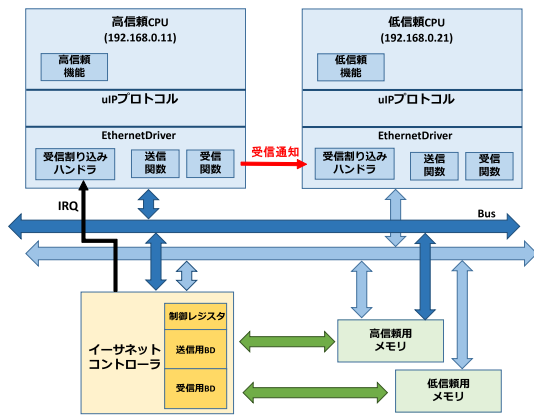 高信頼CPU
(192.168.0.11)
高信頼
機能
uIPプロトコル
EthernetDriver
受信割り込み
ハンドラ
送信
関数
受信
関数
受信通知
低信頼CPU
(192.168.0.21)
低信頼
機能
uIPプロトコル
EthernetDriver
受信割り込み
ハンドラ
送信
関数
受信
関数
IRQ
Bus
イーサネット
コントローラ
制御レジスタ
送信用BD
受信用BD
高信頼用
メモリ
低信頼用
メモリ